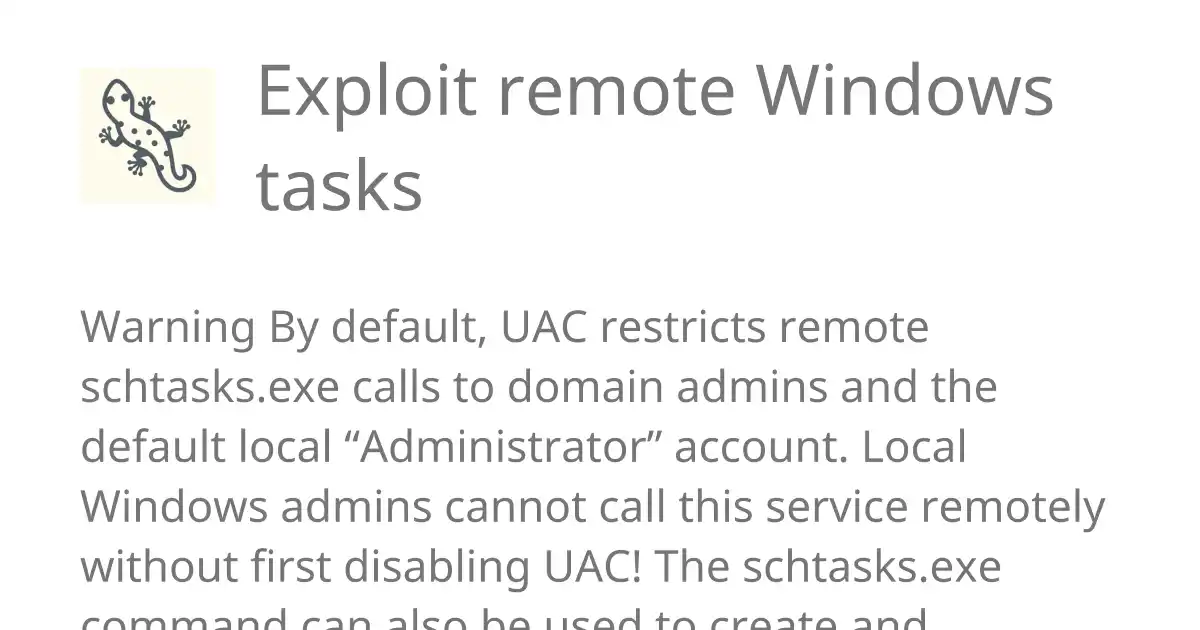 Exploit remote Windows
tasks
Warning By default, UAC restricts remote
schtasks.exe calls to domain admins and the
default local “Administrator” account. Local
Windows admins cannot call this service remotely
without first disabling UAC! The schtasks.exe
command can also be used to create and